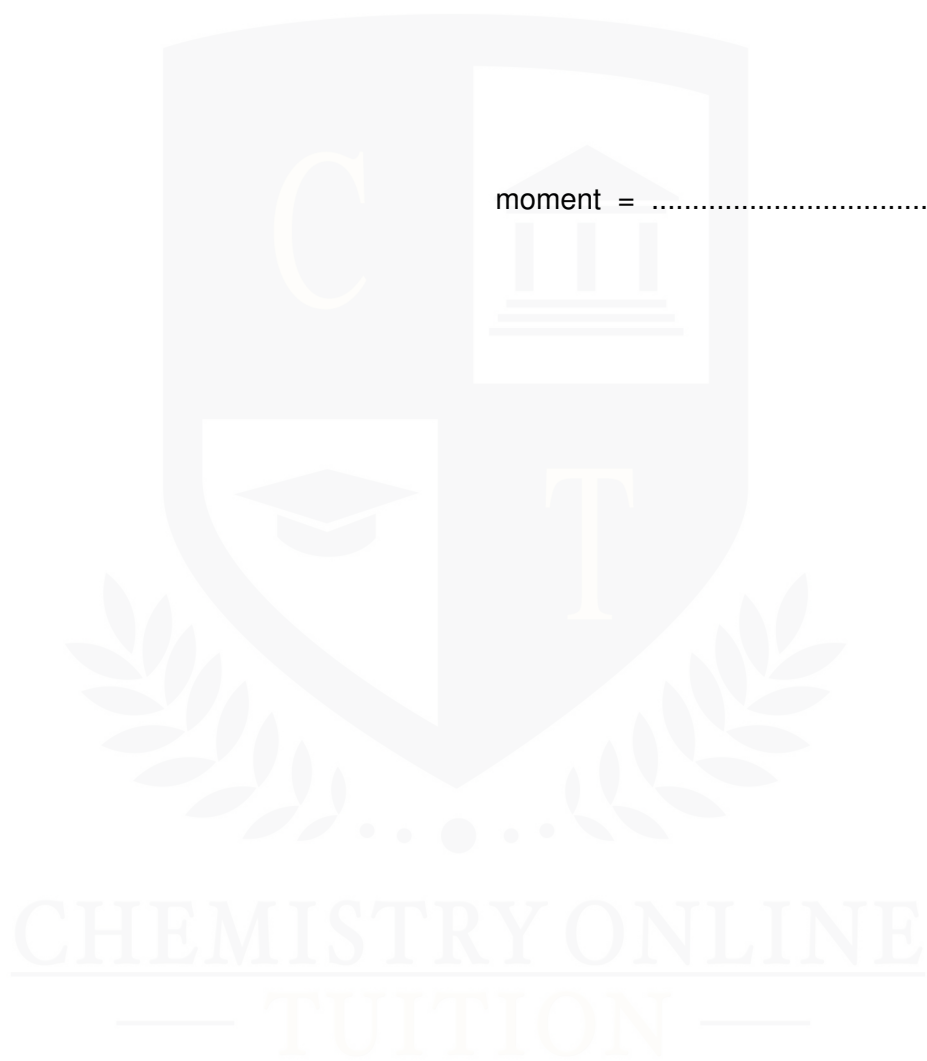 C
moment = ..................................
T
CHEMISTRY ONLINE
TUITION